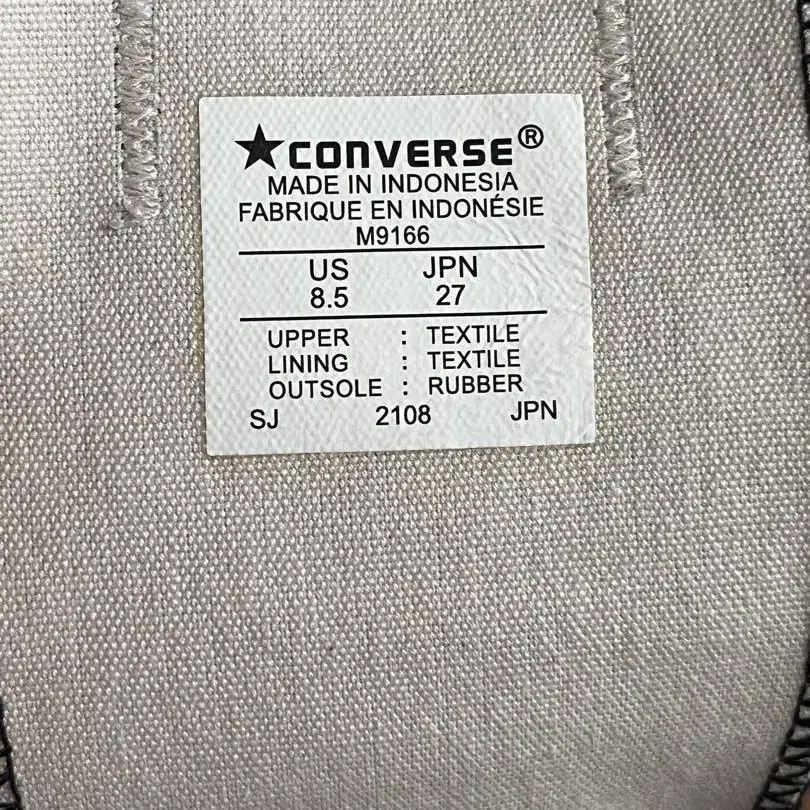 ★CONVERSE®
MADE IN INDONESIA
FABRIQUE EN INDONÉSIE
M9166
US JPN
8.5 27
UPPER : TEXTILE
LINING : TEXTILE
OUTSOLE : RUBBER
SJ 2108 JPN